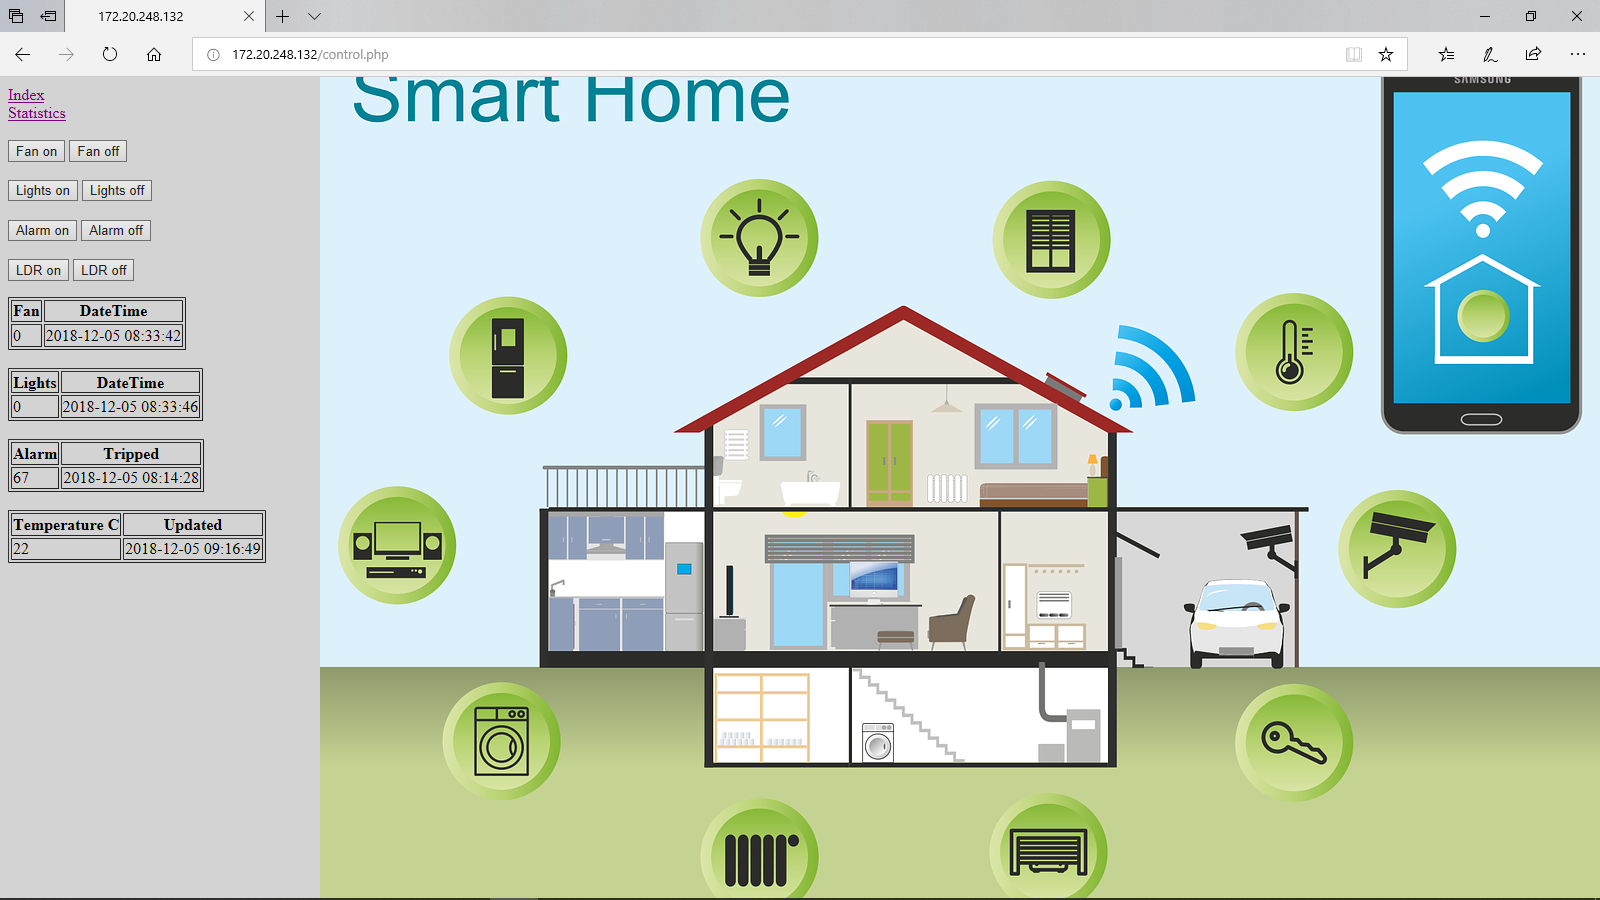 172.20.248.132
172.20.248.132/control.php
Index
Statistics
Fan on Fan off
Lights on Lights off
Alarm on Alarm off
LDR on LDR off
Fan DateTime
0 2018-12-05 08:33:42
Lights DateTime
0 2018-12-05 08:33:46
Alarm Tripped
67 2018-12-05 08:14:28
Temperature C Updated
22 2018-12-05 09:16:49
Smart Home
SAMSUNG